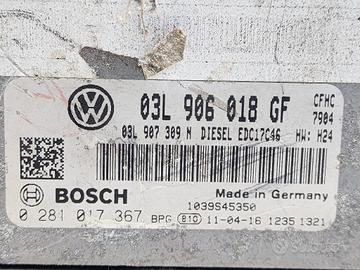 03L 906 018 GF CFHC
7904
03L 907 309 N DIESEL EDC17C46 HW: H24
BOSCH
Made in Germany
1039S45350
0 281 017 367 BPG 810 11-04-16 1235 1321